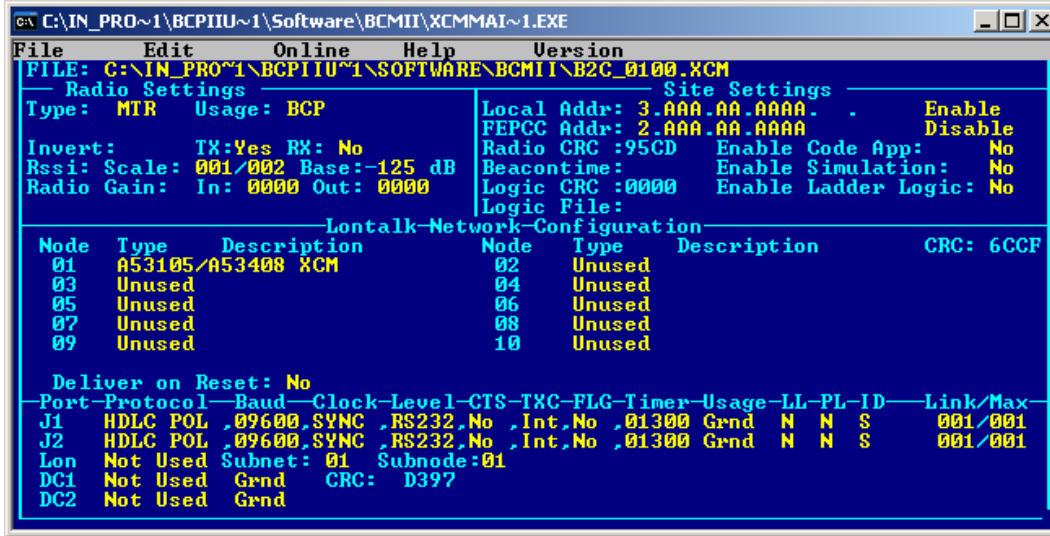 C:\IN_PRO~1\BCPIIU~1\Software\BCMII\XCMMAI~1.EXE
File Edit Online Help Version
FILE: C:\IN_PRO~1\BCPIIU~1\SOFTWARE\BCMII\B2C_0100.XCM
Radio Settings Site Settings
Type: MTR Usage: BCP Local Addr: 3.AAA.AA.AAAA. . Enable
FEPCC Addr: 2.AAA.AA.AAAA Disable
Invert: TX:Yes RX: No Radio CRC :95CD Enable Code App: No
Rssi: Scale: 001/002 Base:-125 dB Beacontime: Enable Simulation: No
Radio Gain: In: 0000 Out: 0000 Logic CRC :0000 Enable Ladder Logic: No
Logic File:
Lontalk-Network-Configuration
Node Type Description Node Type Description CRC: 6CCF
01 A53105/A53408 XCM 02 Unused
03 Unused 04 Unused
05 Unused 06 Unused
07 Unused 08 Unused
09 Unused 10 Unused
Deliver on Reset: No
Port-Protocol-Baud-Clock-Level-CTS-TXC-FLG-Timer-Usage-LL-PL-ID-Link/Max
J1 HDLC POL ,09600,SYNC ,RS232,No ,Int,No ,01300 Grnd N N S 001/001
J2 HDLC POL ,09600,SYNC ,RS232,No ,Int,No ,01300 Grnd N N S 001/001
Lon Not Used Subnet: 01 Subnode:01
DC1 Not Used Grnd CRC: D397
DC2 Not Used Grnd